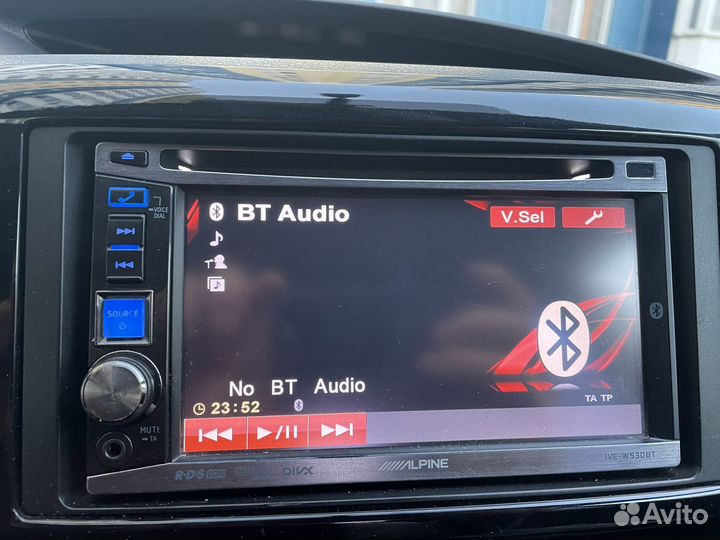 VOICE
DIAL
BT Audio
V.Sel
SOURCE
No BT Audio
23:52
TA TP
MUTE
TA
R·D·S EON
DIVX
ALPINE
IVE-W530BT
Avito